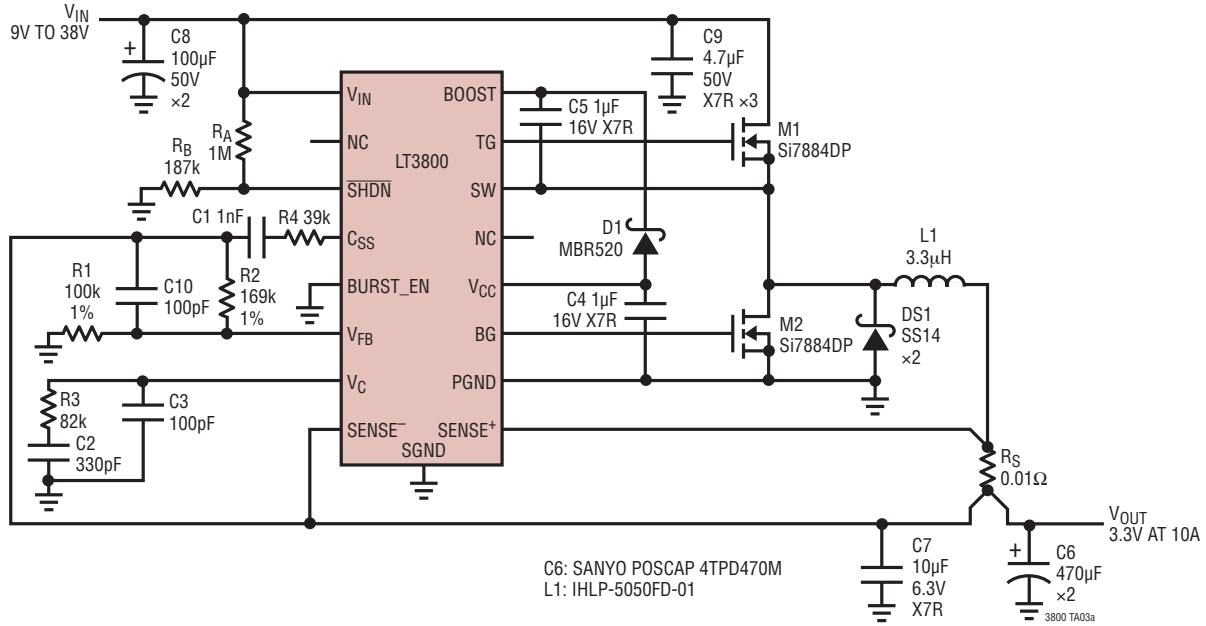 VIN
9V TO 38V
+
C8
100µF
50V
×2
C9
4.7µF
50V
X7R ×3
RA
1M
RB
187k
VIN
NC
SHDN
CSS
BURST_EN
VFB
VC
SENSE–
LT3800
SGND
BOOST
TG
SW
NC
VCC
BG
PGND
SENSE+
C5 1µF
16V X7R
M1
Si7884DP
C1 1nF
R4 39k
D1
MBR520
L1
3.3µH
R1
100k
1%
C10
100pF
R2
169k
1%
C4 1µF
16V X7R
M2
Si7884DP
DS1
SS14
×2
R3
82k
C2
330pF
C3
100pF
RS
0.01Ω
VOUT
3.3V AT 10A
C7
10µF
6.3V
X7R
+
C6
470µF
×2
C6: SANYO POSCAP 4TPD470M
L1: IHLP-5050FD-01
3800 TA03a